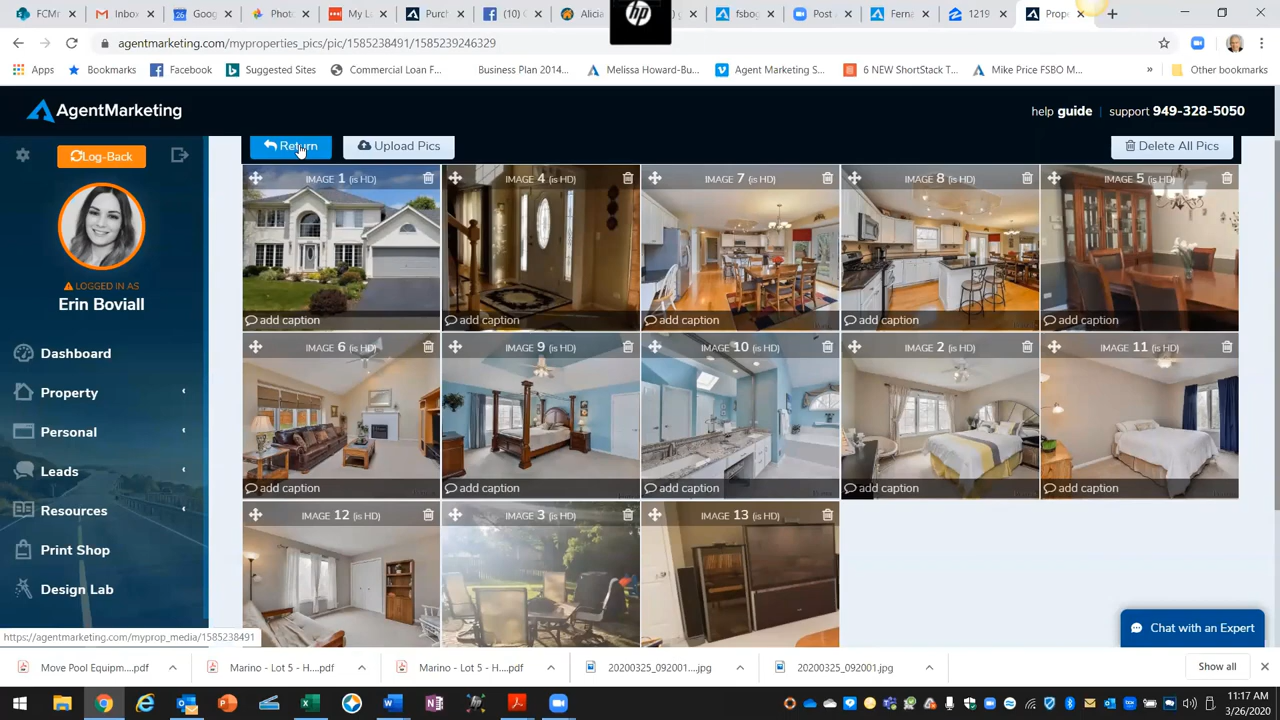 FCMr
Goog
Photo
My Li
Purch
(10) C
Alicia
fsbog
Post A
Ferna
1219
Prope
hp
agentmarketing.com/myproperties_pics/pic/1585238491/1585239246329
Apps
Bookmarks
Facebook
Suggested Sites
Commercial Loan F...
Business Plan 2014...
Melissa Howard-Bu...
Agent Marketing S...
6 NEW ShortStack T...
Mike Price FSBO M...
»
Other bookmarks
AgentMarketing
help guide | support 949-328-5050
Log-Back
Return
Upload Pics
Delete All Pics
LOGGED IN AS
Erin Boviall
Dashboard
Property
Personal
Leads
Resources
Print Shop
Design Lab
IMAGE 1 (is HD)
IMAGE 4 (is HD)
IMAGE 7 (is HD)
IMAGE 8 (is HD)
IMAGE 5 (is HD)
add caption
add caption
add caption
add caption
add caption
IMAGE 6 (is HD)
IMAGE 9 (is HD)
IMAGE 10 (is HD)
IMAGE 2 (is HD)
IMAGE 11 (is HD)
add caption
add caption
add caption
add caption
add caption
IMAGE 12 (is HD)
IMAGE 3 (is HD)
IMAGE 13 (is HD)
Chat with an Expert
https://agentmarketing.com/myprop_media/1585238491
Move Pool Equipm...pdf
Marino - Lot 5 - H....pdf
Marino - Lot 5 - H....pdf
20200325_092001....jpg
20200325_092001.jpg
Show all
11:17 AM
3/26/2020